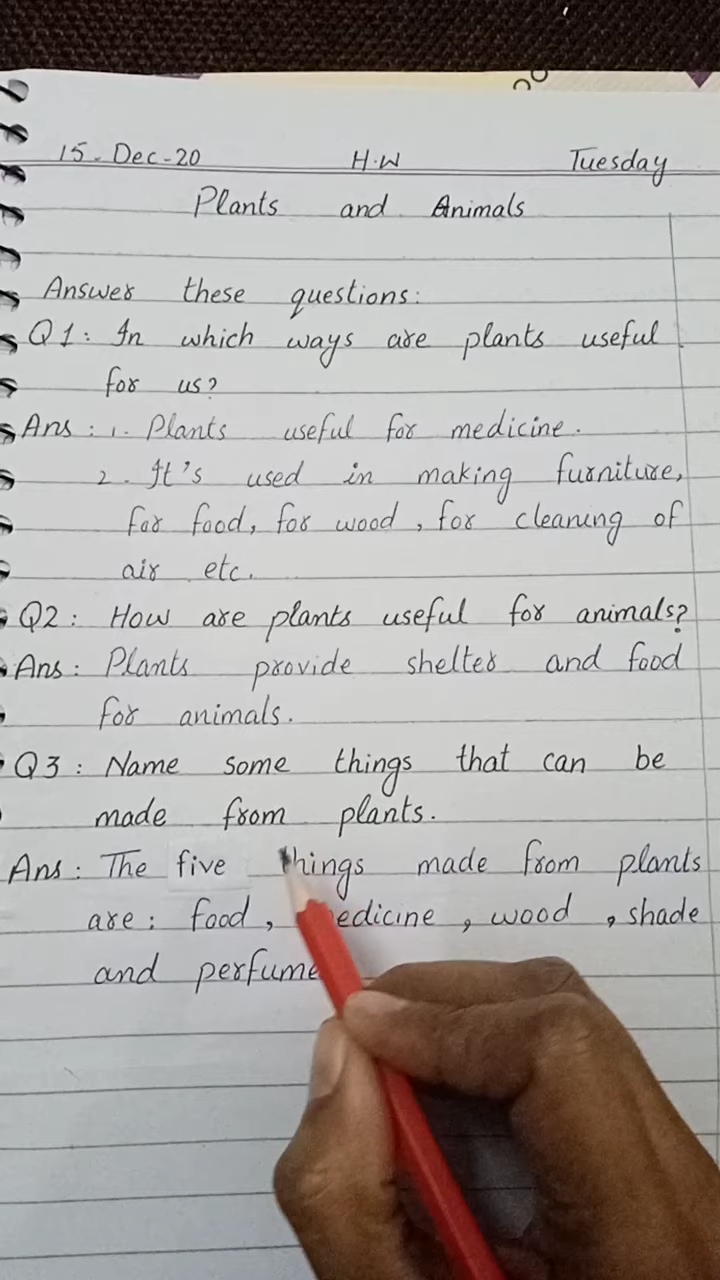 15-Dec-20 H.W Tuesday
Plants and Animals
Answer these questions:
Q1: In which ways are plants useful
for us?
Ans: 1. Plants useful for medicine.
2. It's used in making furniture,
for food, for wood, for cleaning of
air etc.
Q2: How are plants useful for animals?
Ans: Plants provide shelter and food
for animals.
Q3: Name some things that can be
made from plants.
Ans: The five things made from plants
are: food, medicine, wood, shade
and perfume